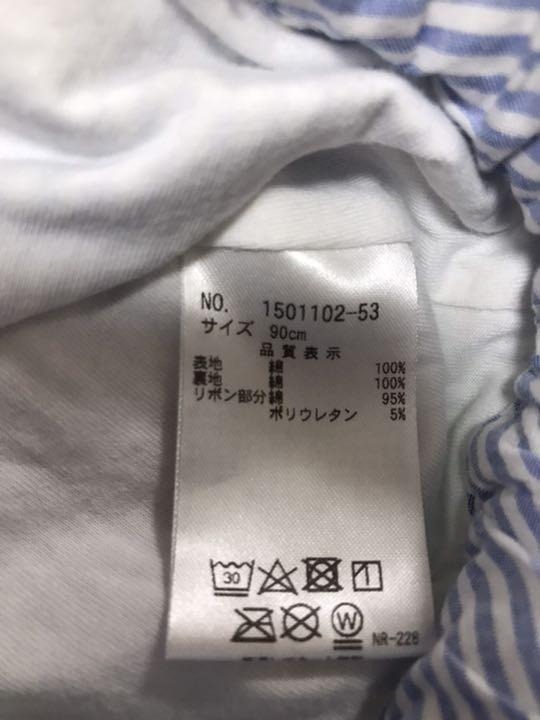 NO. 1501102-53
サイズ 90cm
品質表示
表地 綿 100%
裏地 綿 100%
リボン部分 綿 95%
ポリウレタン 5%
30
W
NR-228